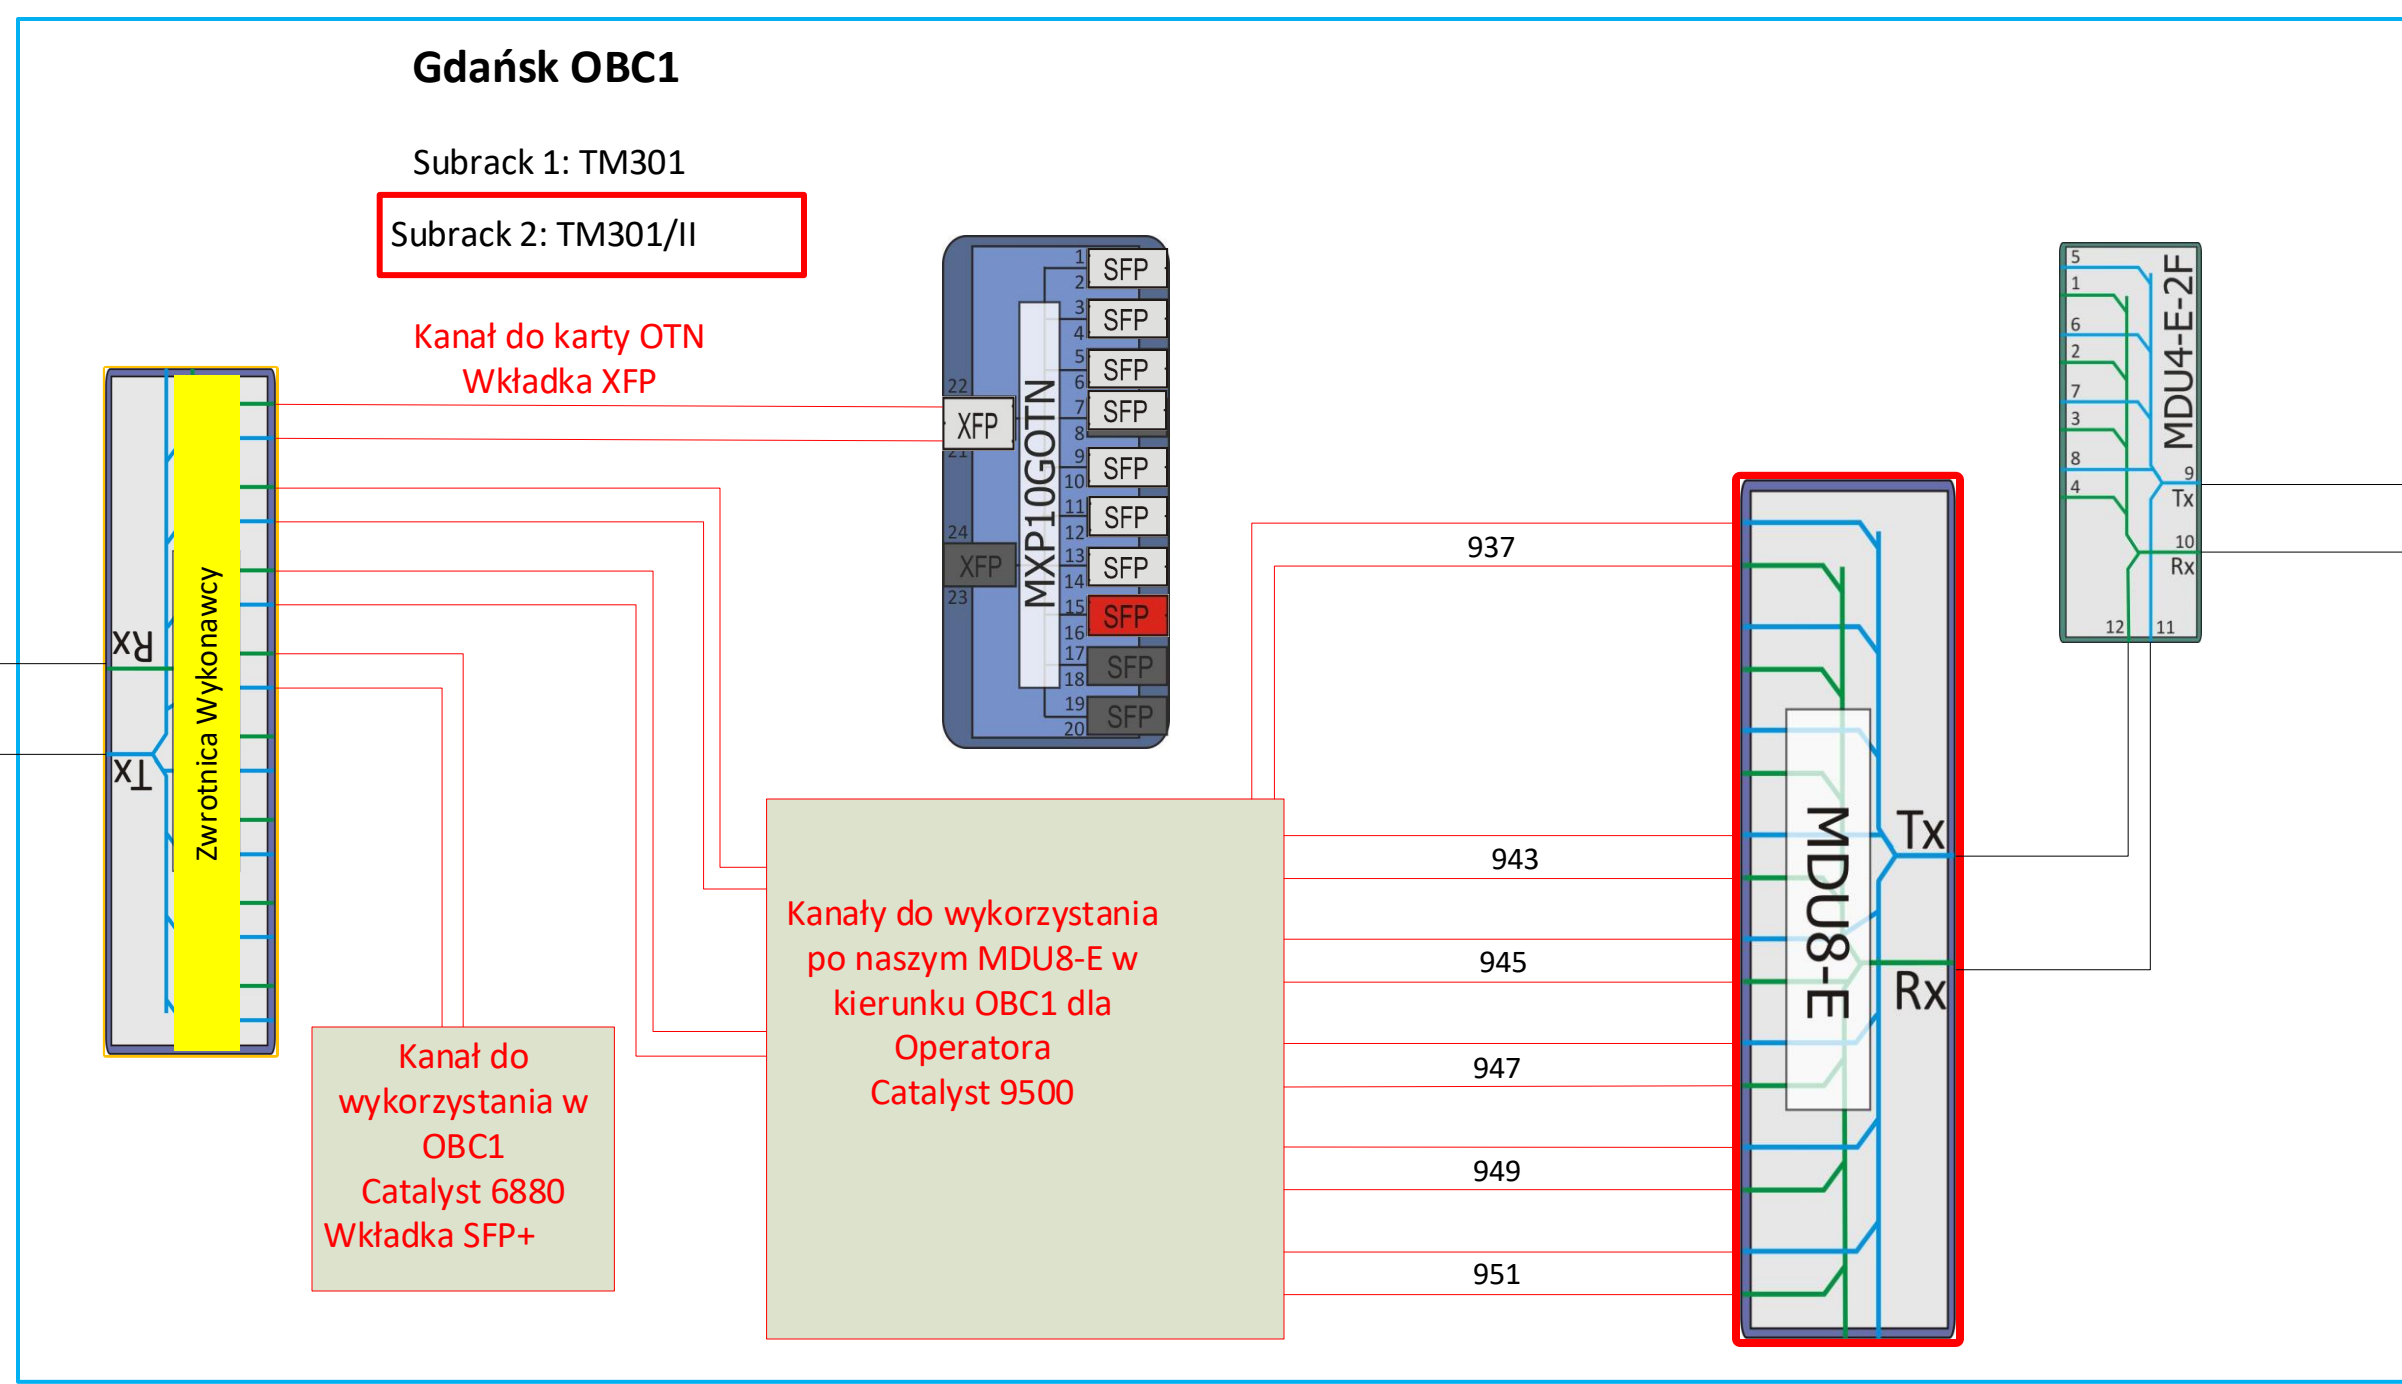 Gdańsk OBC1
Subrack 1: TM301
Subrack 2: TM301/II
Kanał do karty OTN
Wkładka XFP
Rx
Tx
Zwrotnica Wykonawcy
22
XFP
21
24
XFP
23
MXP10GOTN
1
SFP
2
3
SFP
4
5
SFP
6
7
SFP
8
9
SFP
10
11
SFP
12
13
SFP
14
15
SFP
16
17
SFP
18
19
SFP
20
5
1
6
2
7
3
8
4
MDU4-E-2F
9
Tx
10
Rx
12
11
937
943
945
947
949
951
MDU8-E
Tx
Rx
Kanały do wykorzystania
po naszym MDU8-E w
kierunku OBC1 dla
Operatora
Catalyst 9500
Kanał do
wykorzystania w
OBC1
Catalyst 6880
Wkładka SFP+